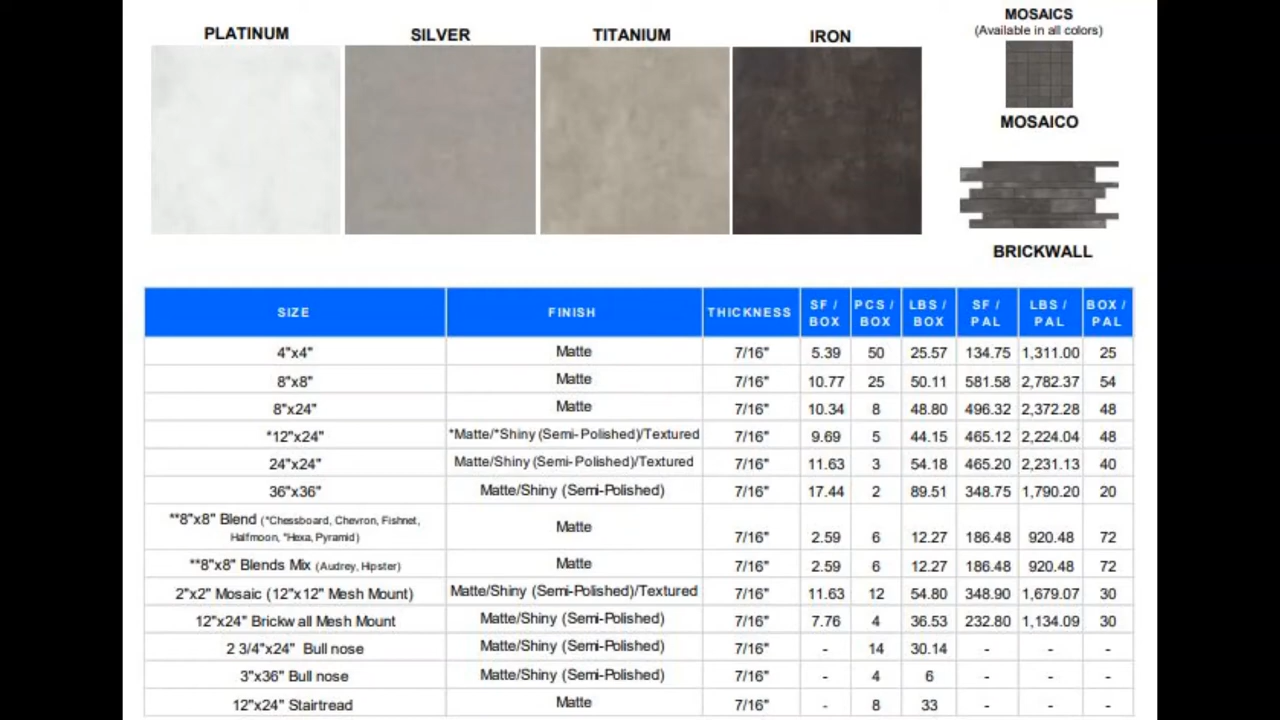 PLATINUM SILVER TITANIUM IRON
MOSAICS
(Available in all colors)
MOSAICO
BRICKWALL
SIZE FINISH THICKNESS SF / BOX PCS / BOX LBS / BOX SF / PAL LBS / PAL BOX / PAL
4"x4" Matte 7/16" 5.39 50 25.57 134.75 1,311.00 25
8"x8" Matte 7/16" 10.77 25 50.11 581.58 2,782.37 54
8"x24" Matte 7/16" 10.34 8 48.80 496.32 2,372.28 48
*12"x24" *Matte/*Shiny (Semi-Polished)/Textured 7/16" 9.69 5 44.15 465.12 2,224.04 48
24"x24" Matte/Shiny (Semi-Polished)/Textured 7/16" 11.63 3 54.18 465.20 2,231.13 40
36"x36" Matte/Shiny (Semi-Polished) 7/16" 17.44 2 89.51 348.75 1,790.20 20
**8"x8" Blend (*Chessboard, Chevron, Fishnet,
Halfmoon, *Hexa, Pyramid) Matte 7/16" 2.59 6 12.27 186.48 920.48 72
**8"x8" Blends Mix (Audrey, Hipster) Matte 7/16" 2.59 6 12.27 186.48 920.48 72
2"x2" Mosaic (12"x12" Mesh Mount) Matte/Shiny (Semi-Polished)/Textured 7/16" 11.63 12 54.80 348.90 1,679.07 30
12"x24" Brickwall Mesh Mount Matte/Shiny (Semi-Polished) 7/16" 7.76 4 36.53 232.80 1,134.09 30
2 3/4"x24" Bull nose Matte/Shiny (Semi-Polished) 7/16" - 14 30.14 - - -
3"x36" Bull nose Matte/Shiny (Semi-Polished) 7/16" - 4 6 - - -
12"x24" Stairtread Matte 7/16" - 8 33 - - -